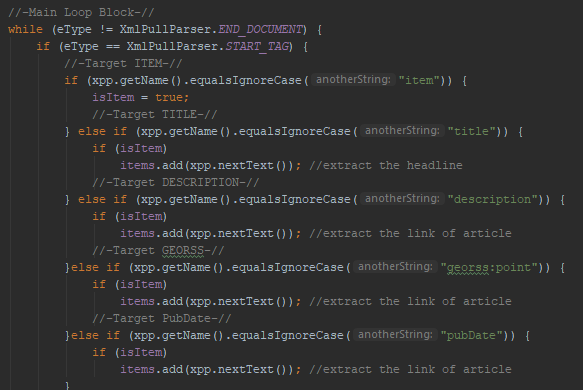 //-Main Loop Block-//
while (eType != XmlPullParser.END_DOCUMENT) {
if (eType == XmlPullParser.START_TAG) {
//-Target ITEM-//
if (xpp.getName().equalsIgnoreCase( anotherString: "item")) {
isItem = true;
//-Target TITLE-//
} else if (xpp.getName().equalsIgnoreCase( anotherString: "title")) {
if (isItem)
items.add(xpp.nextText()); //extract the headline
//-Target DESCRIPTION-//
} else if (xpp.getName().equalsIgnoreCase( anotherString: "description")) {
if (isItem)
items.add(xpp.nextText()); //extract the link of article
//-Target GEORSS-//
}else if (xpp.getName().equalsIgnoreCase( anotherString: "georss:point")) {
if (isItem)
items.add(xpp.nextText()); //extract the link of article
//-Target PubDate-//
}else if (xpp.getName().equalsIgnoreCase( anotherString: "pubDate")) {
if (isItem)
items.add(xpp.nextText()); //extract the link of article
}